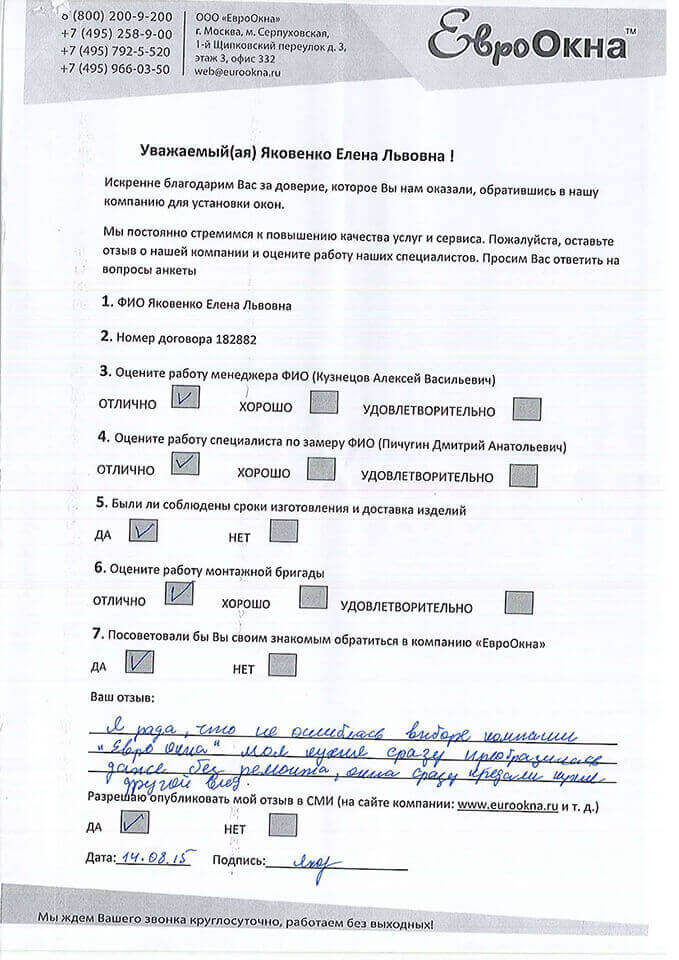 8 (800) 200-9-200
+7 (495) 258-9-00
+7 (495) 792-5-520
+7 (495) 966-03-50
ООО «ЕвроОкна»
г. Москва, м. Серпуховская,
1-й Щипковский переулок д. 3,
этаж 3, офис 332
web@eurookna.ru
ЕвроОкна™
Уважаемый(ая) Яковенко Елена Львовна !
Искренне благодарим Вас за доверие, которое Вы нам оказали, обратившись в нашу
компанию для установки окон.
Мы постоянно стремимся к повышению качества услуг и сервиса. Пожалуйста, оставьте
отзыв о нашей компании и оцените работу наших специалистов. Просим Вас ответить на
вопросы анкеты
1. ФИО Яковенко Елена Львовна
2. Номер договора 182882
3. Оцените работу менеджера ФИО (Кузнецов Алексей Васильевич)
ОТЛИЧНО ХОРОШО УДОВЛЕТВОРИТЕЛЬНО
4. Оцените работу специалиста по замеру ФИО (Пичугин Дмитрий Анатольевич)
ОТЛИЧНО ХОРОШО УДОВЛЕТВОРИТЕЛЬНО
5. Были ли соблюдены сроки изготовления и доставка изделий
ДА НЕТ
6. Оцените работу монтажной бригады
ОТЛИЧНО ХОРОШО УДОВЛЕТВОРИТЕЛЬНО
7. Посоветовали бы Вы своим знакомым обратиться в компанию «ЕвроОкна»
ДА НЕТ
Ваш отзыв:
Я рада, что не ошиблась выборе компании
"Евро Окна" моя кухня сразу преобразилась
даже без ремонта, окна сразу придали кухне
другой вид.
Разрешаю опубликовать мой отзыв в СМИ (на сайте компании: www.eurookna.ru и т. д.)
ДА НЕТ
Дата: 14.08.15 Подпись:
Мы ждем Вашего звонка круглосуточно, работаем без выходных!